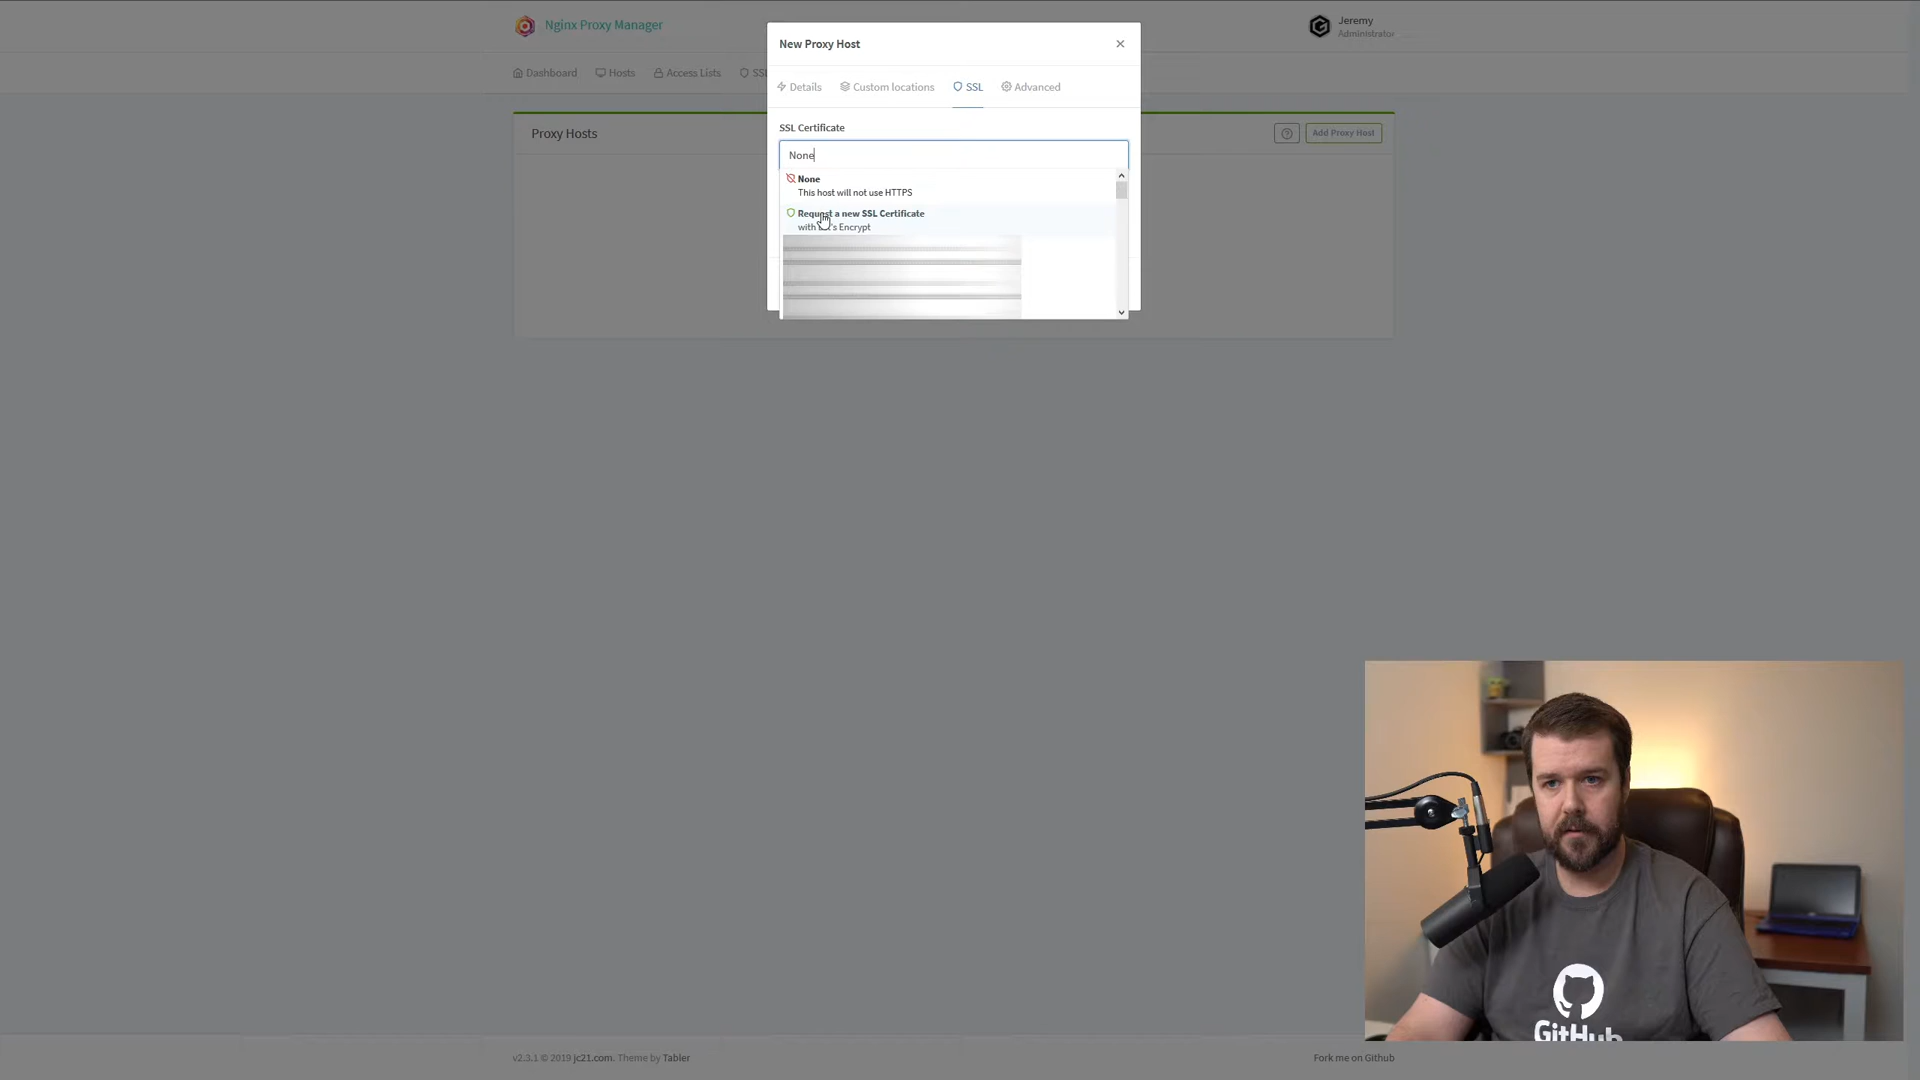 Nginx Proxy Manager
Jeremy
Administrator
Dashboard
Hosts
Access Lists
New Proxy Host
Details
Custom locations
SSL
Advanced
Proxy Hosts
Add Proxy Host
SSL Certificate
None
None
This host will not use HTTPS
Request a new SSL Certificate
with Encrypt
v2.3.1 © 2019 jc21.com. Theme by Tabler
Fork me on Github
GitHub